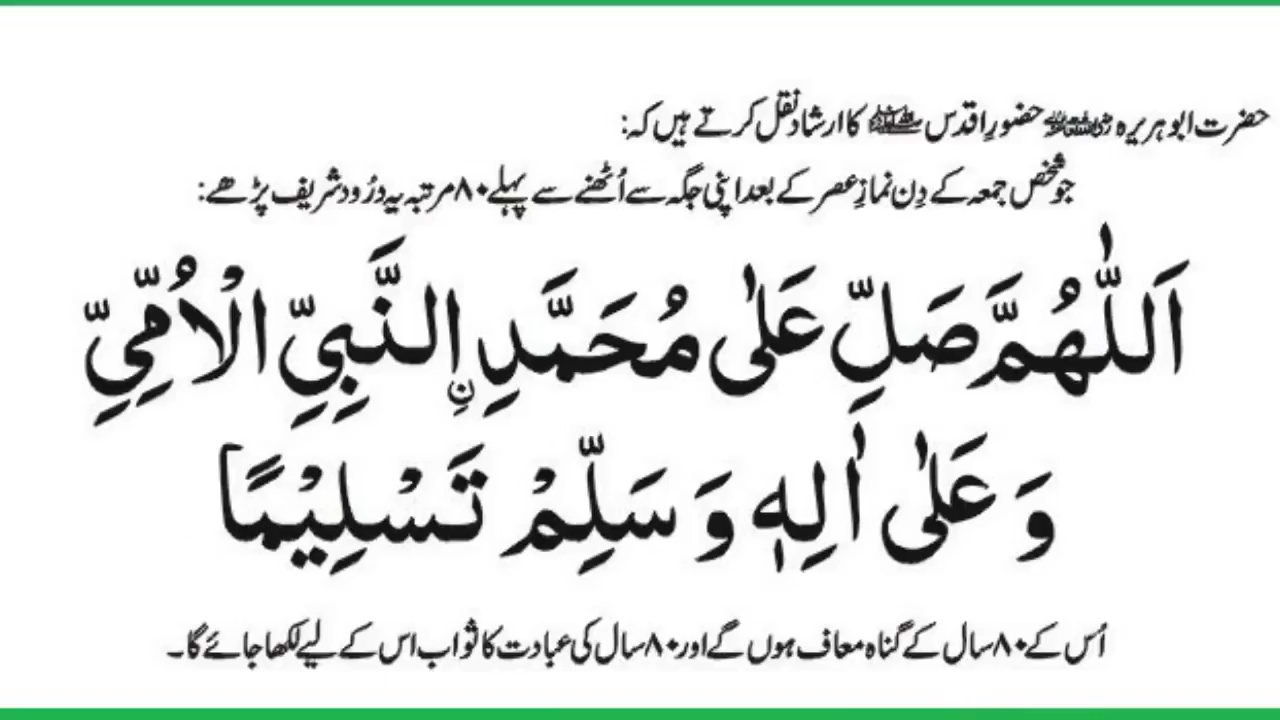 حضرت ابو ہریرہ رضی اللہ عنہ حضورِ اقدس ﷺ کا ارشاد نقل کرتے ہیں کہ:
جو شخص جمعہ کے دِن نمازِ عصر کے بعد اپنی جگہ سے اُٹھنے سے پہلے ۸۰ مرتبہ یہ دُرُود شریف پڑھے:
اَللّٰهُمَّ صَلِّ عَلٰى مُحَمَّدِ ِۨالنَّبِيِّ الْاُمِّيِّ
وَ عَلٰى اٰلِهٖ وَ سَلِّمْ تَسْلِيْمًا
اُس کے ۸۰ سال کے گناہ معاف ہوں گے اور ۸۰ سال کی عبادت کا ثواب اس کے لیے لکھا جائے گا۔